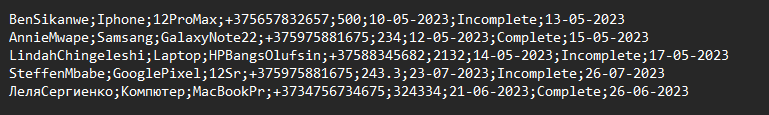 BenSikanwe;Iphone;12ProMax;+375657832657;500;10-05-2023;Incomplete;13-05-2023
AnnieMwape;Samsang;GalaxyNote22;+375975881675;234;12-05-2023;Complete;15-05-2023
LindahChingeleshi;Laptop;HPBangsOlufsin;+37588345682;2132;14-05-2023;Incomplete;17-05-2023
SteffenMbabe;GooglePixel;12Sr;+375975881675;243.3;23-07-2023;Incomplete;26-07-2023
ЛеляСергиенко;Компютер;MacBookPr;+3734756734675;324334;21-06-2023;Complete;26-06-2023